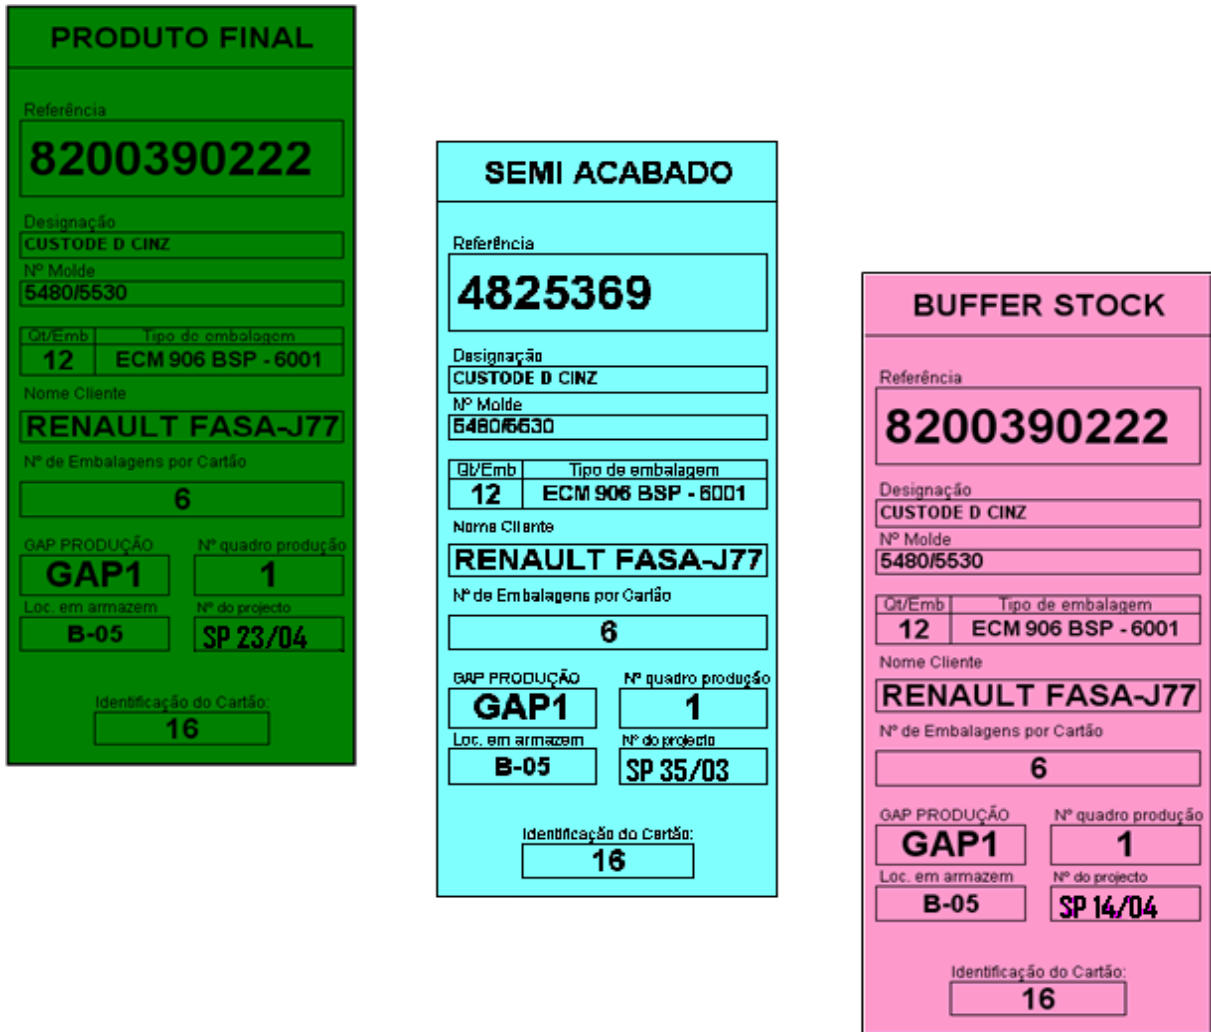 PRODUTO FINAL
Referência
8200390222
Designação
CUSTODE D CINZ
Nº Molde
5480/5530
Qt/Emb Tipo de embalagem
12 ECM 906 BSP - 6001
Nome Cliente
RENAULT FASA-J77
Nº de Embalagens por Cartão
6
GAP PRODUÇÃO Nº quadro produção
GAP1 1
Loc. em armazem Nº do projecto
B-05 SP 23/04
Identificação do Cartão:
16
SEMI ACABADO
Referência
4825369
Designação
CUSTODE D CINZ
Nº Molde
5480/5530
Qt/Emb Tipo de embalagem
12 ECM 906 BSP - 6001
Nome Cliente
RENAULT FASA-J77
Nº de Embalagens por Cartão
6
GAP PRODUÇÃO Nº quadro produção
GAP1 1
Loc. em armazem Nº do projecto
B-05 SP 35/03
Identificação do Cartão:
16
BUFFER STOCK
Referência
8200390222
Designação
CUSTODE D CINZ
Nº Molde
5480/5530
Qt/Emb Tipo de embalagem
12 ECM 906 BSP - 6001
Nome Cliente
RENAULT FASA-J77
Nº de Embalagens por Cartão
6
GAP PRODUÇÃO Nº quadro produção
GAP1 1
Loc. em armazem Nº do projecto
B-05 SP 14/04
Identificação do Cartão:
16